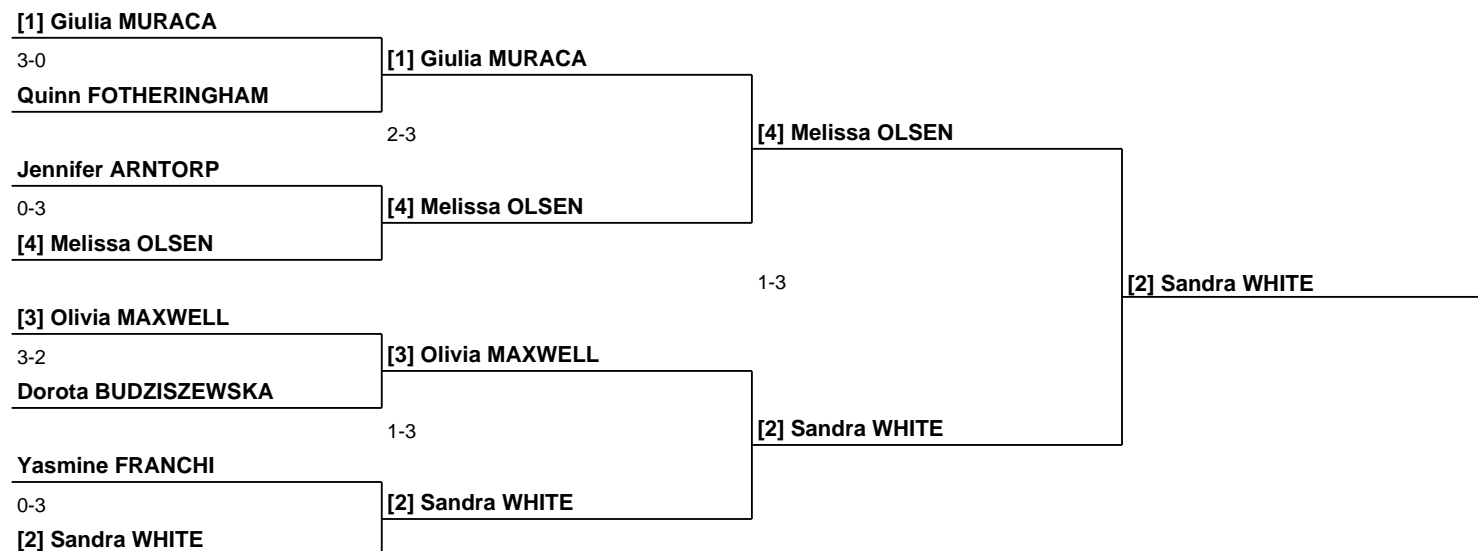 [1] Giulia MURACA
3-0
[1] Giulia MURACA
Quinn FOTHERINGHAM
2-3
[4] Melissa OLSEN
Jennifer ARNTORP
0-3
[4] Melissa OLSEN
[4] Melissa OLSEN
1-3
[2] Sandra WHITE
[3] Olivia MAXWELL
3-2
[3] Olivia MAXWELL
Dorota BUDZISZEWSKA
1-3
[2] Sandra WHITE
Yasmine FRANCHI
0-3
[2] Sandra WHITE
[2] Sandra WHITE